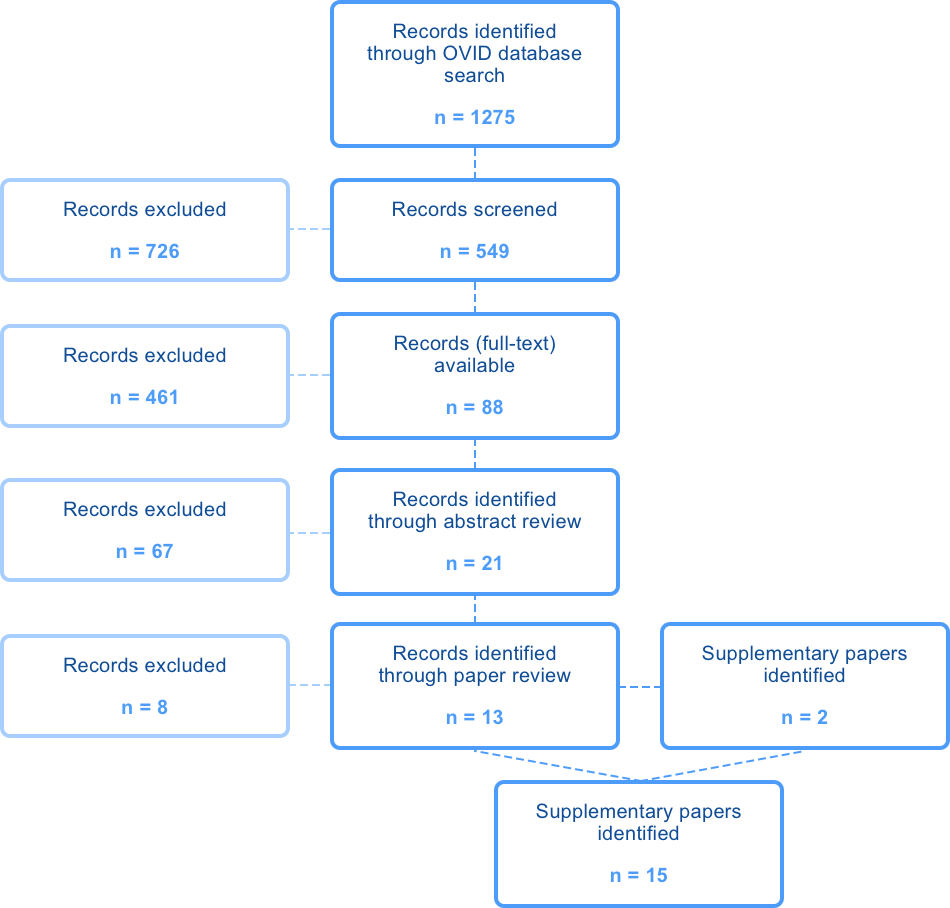 Records identified
through OVID database
search
n = 1275
Records excluded
n = 726
Records screened
n = 549
Records excluded
n = 461
Records (full-text)
available
n = 88
Records excluded
n = 67
Records identified
through abstract review
n = 21
Records excluded
n = 8
Records identified
through paper review
n = 13
Supplementary papers
identified
n = 2
Supplementary papers
identified
n = 15